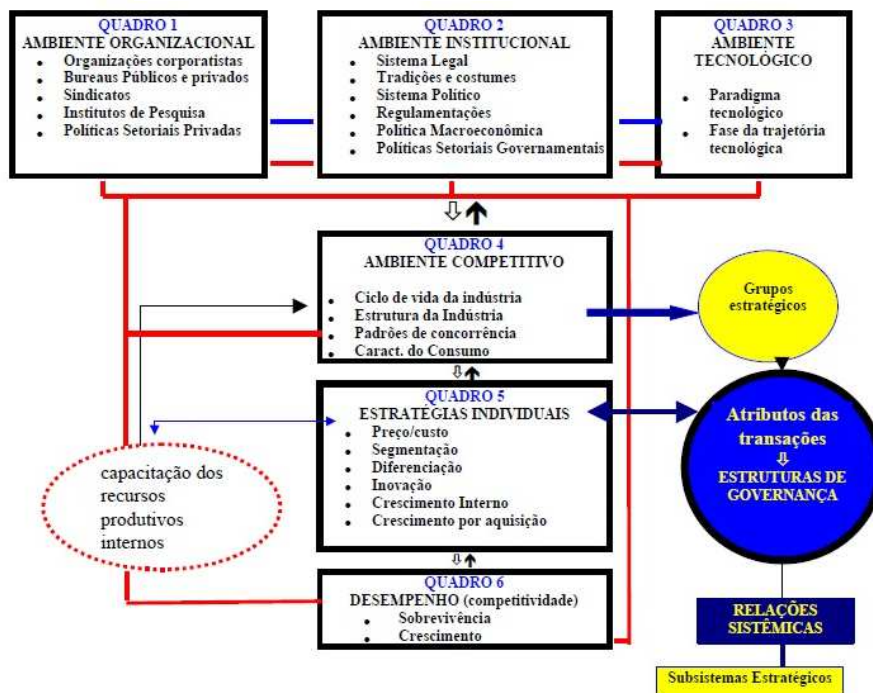 QUADRO 1
AMBIENTE ORGANIZACIONAL
Organizações corporatistas
Bureaus Públicos e privados
Sindicatos
Institutos de Pesquisa
Políticas Setoriais Privadas
QUADRO 2
AMBIENTE INSTITUCIONAL
Sistema Legal
Tradições e costumes
Sistema Político
Regulamentações
Política Macroeconômica
Políticas Setoriais Governamentais
QUADRO 3
AMBIENTE
TECNOLÓGICO
Paradigma
tecnológico
Fase da trajetória
tecnológica
QUADRO 4
AMBIENTE COMPETITIVO
Ciclo de vida da indústria
Estrutura da Indústria
Padrões de concorrência
Caract. do Consumo
Grupos
estratégicos
QUADRO 5
ESTRATÉGIAS INDIVIDUAIS
Preço/custo
Segmentação
Diferenciação
Inovação
Crescimento Interno
Crescimento por aquisição
Atributos das
transações
ESTRUTURAS DE
GOVERNANÇA
capacitação dos
recursos
produtivos
internos
QUADRO 6
DESEMPENHO (competitividade)
Sobrevivência
Crescimento
RELAÇÕES
SISTÊMICAS
Subsistemas Estratégicos